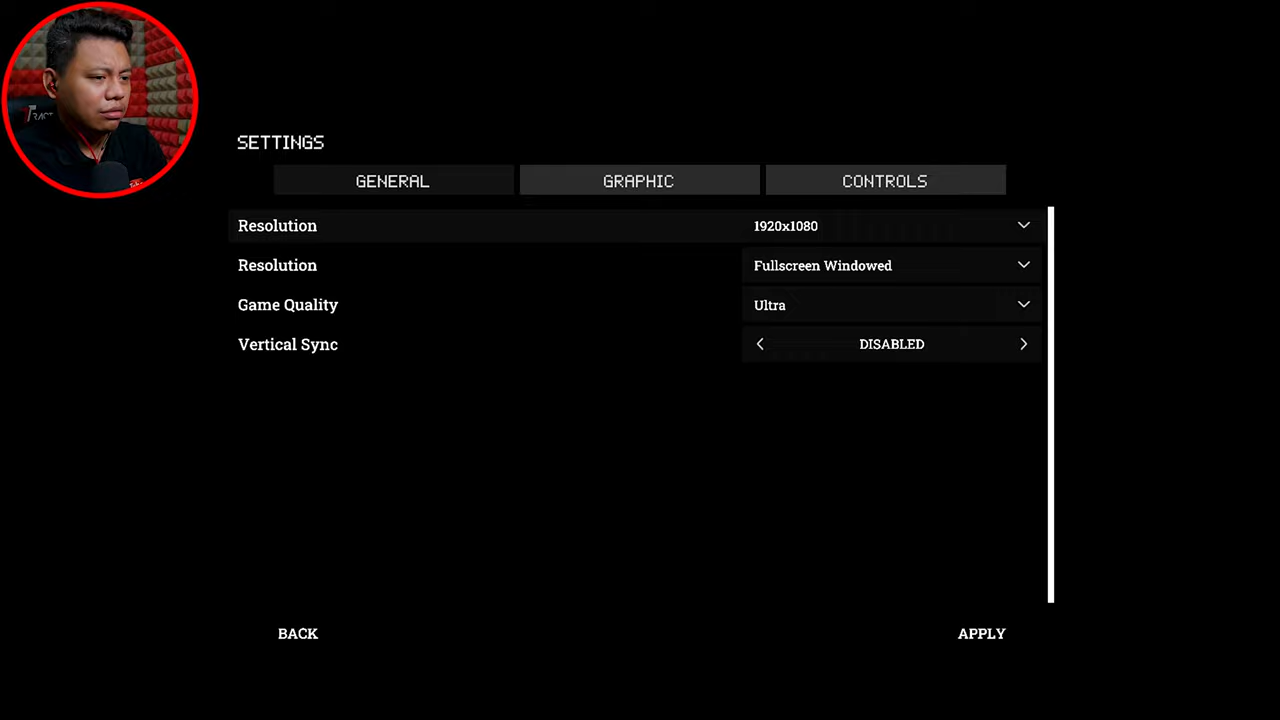 SETTINGS
GENERAL GRAPHIC CONTROLS
Resolution 1920x1080
Resolution Fullscreen Windowed
Game Quality Ultra
Vertical Sync DISABLED
BACK APPLY